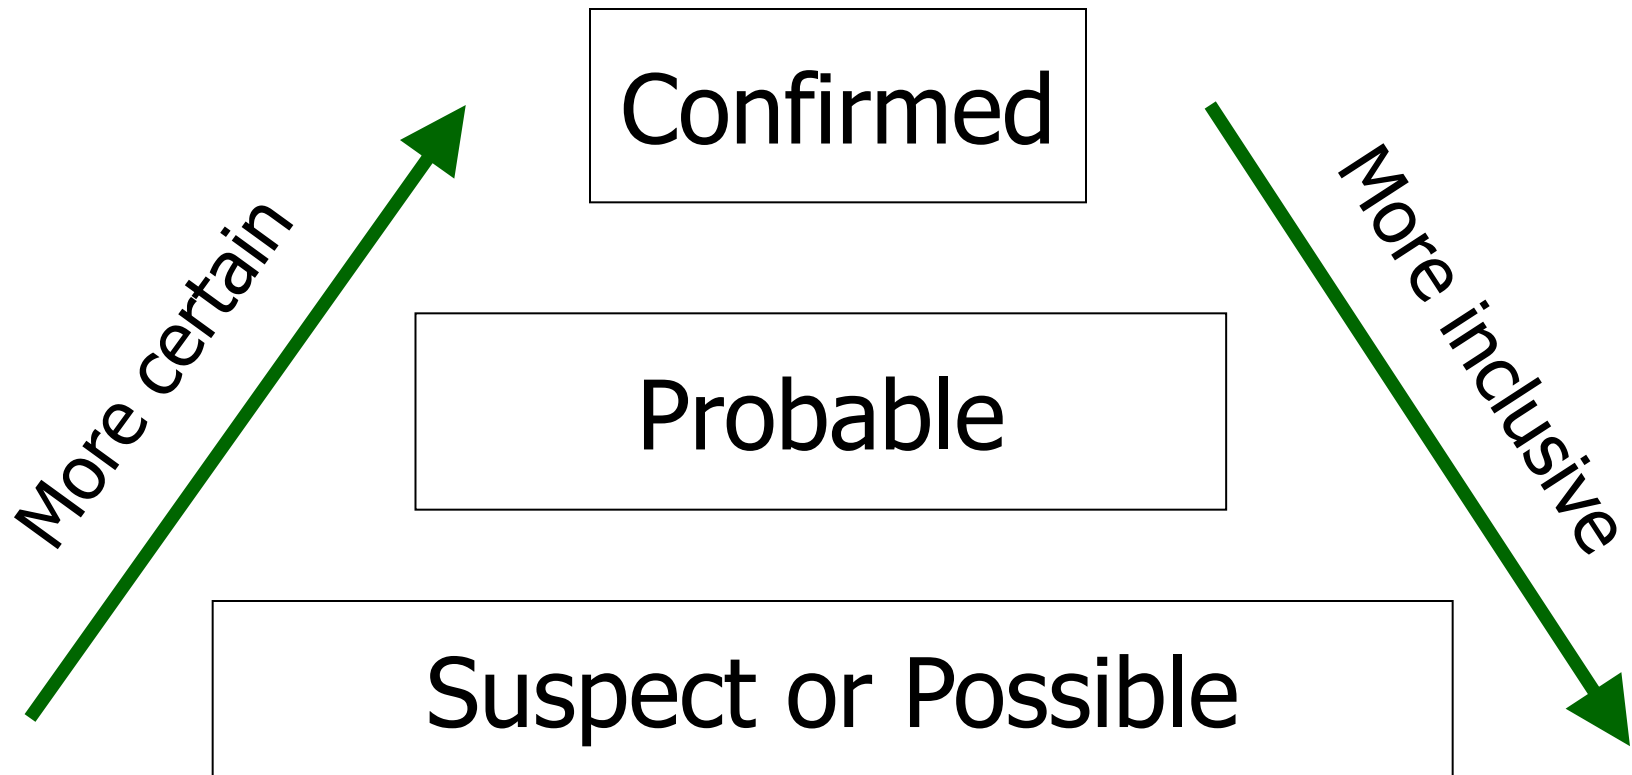 Confirmed
More certain
More inclusive
Probable
Suspect or Possible